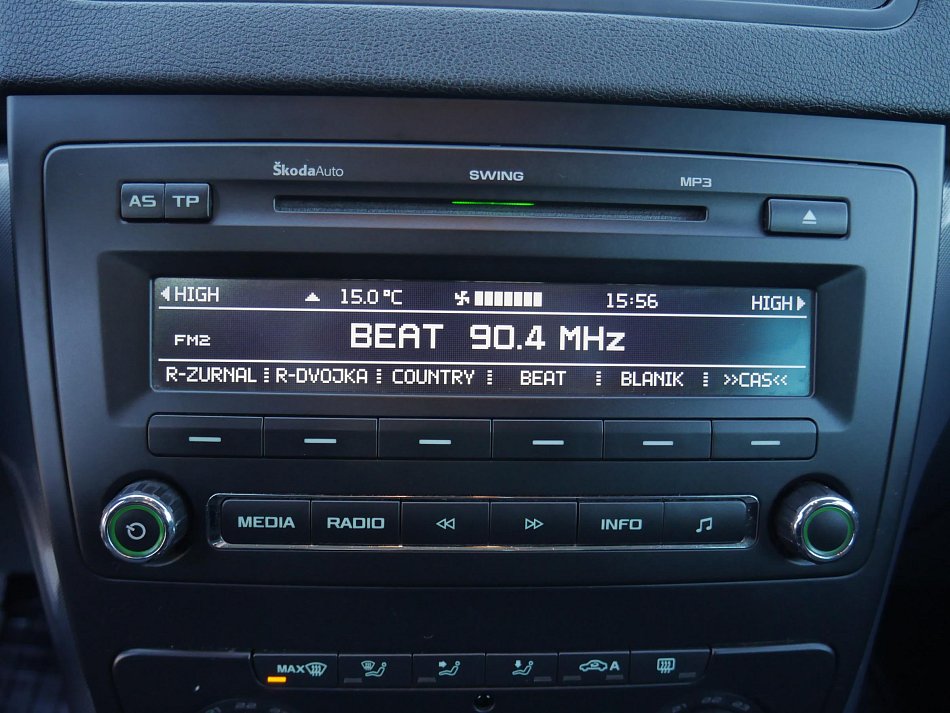 ŠkodaAuto SWING MP3
AS TP
HIGH 15.0 °C 15:56 HIGH
FM2 BEAT 90.4 MHz
R-ZURNAL R-DVOJKA COUNTRY BEAT BLANIK >>CAS<<
MEDIA RADIO INFO
MAX A